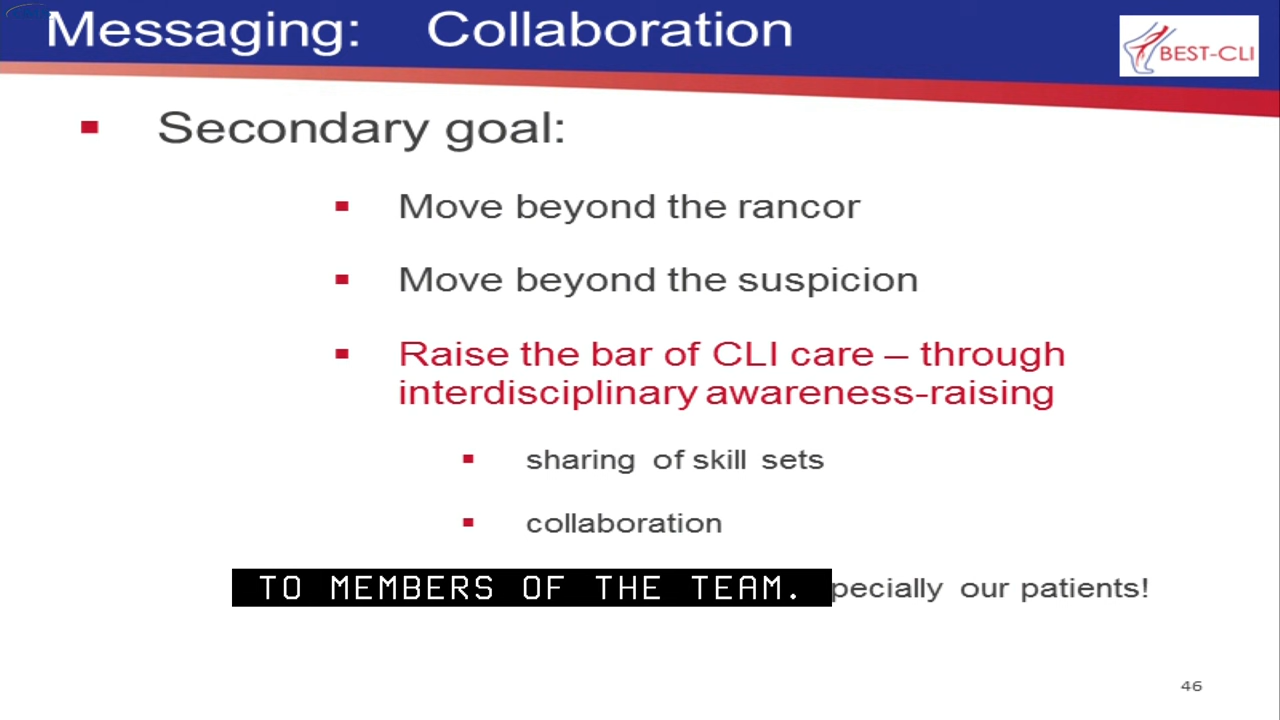 Messaging: Collaboration
BEST-CLI
Secondary goal:
Move beyond the rancor
Move beyond the suspicion
Raise the bar of CLI care – through
interdisciplinary awareness-raising
sharing of skill sets
collaboration
TO MEMBERS OF THE TEAM. our patients!
46